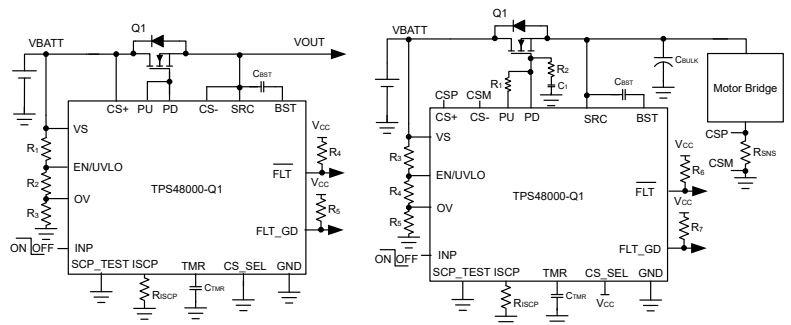 Q1
VBATT
VOUT
CBST
CS+
PU
PD
CS-
SRC
BST
VS
R1
EN/UVLO
R2
OV
R3
TPS48000-Q1
VCC
R4
FLT
VCC
R5
FLT_GD
ON
OFF
INP
SCP_TEST
ISCP
TMR
CS_SEL
GND
RISCP
CTMR
Q1
VBATT
R2
C1
R1
CBULK
CBST
Motor Bridge
CSP
CSM
CS+
CS-
PU
PD
SRC
BST
CSP
RSNS
CSM
VS
R3
EN/UVLO
R4
OV
R5
TPS48000-Q1
VCC
R6
FLT
VCC
R7
FLT_GD
ON
OFF
INP
SCP_TEST
ISCP
TMR
CS_SEL
GND
RISCP
CTMR
VCC